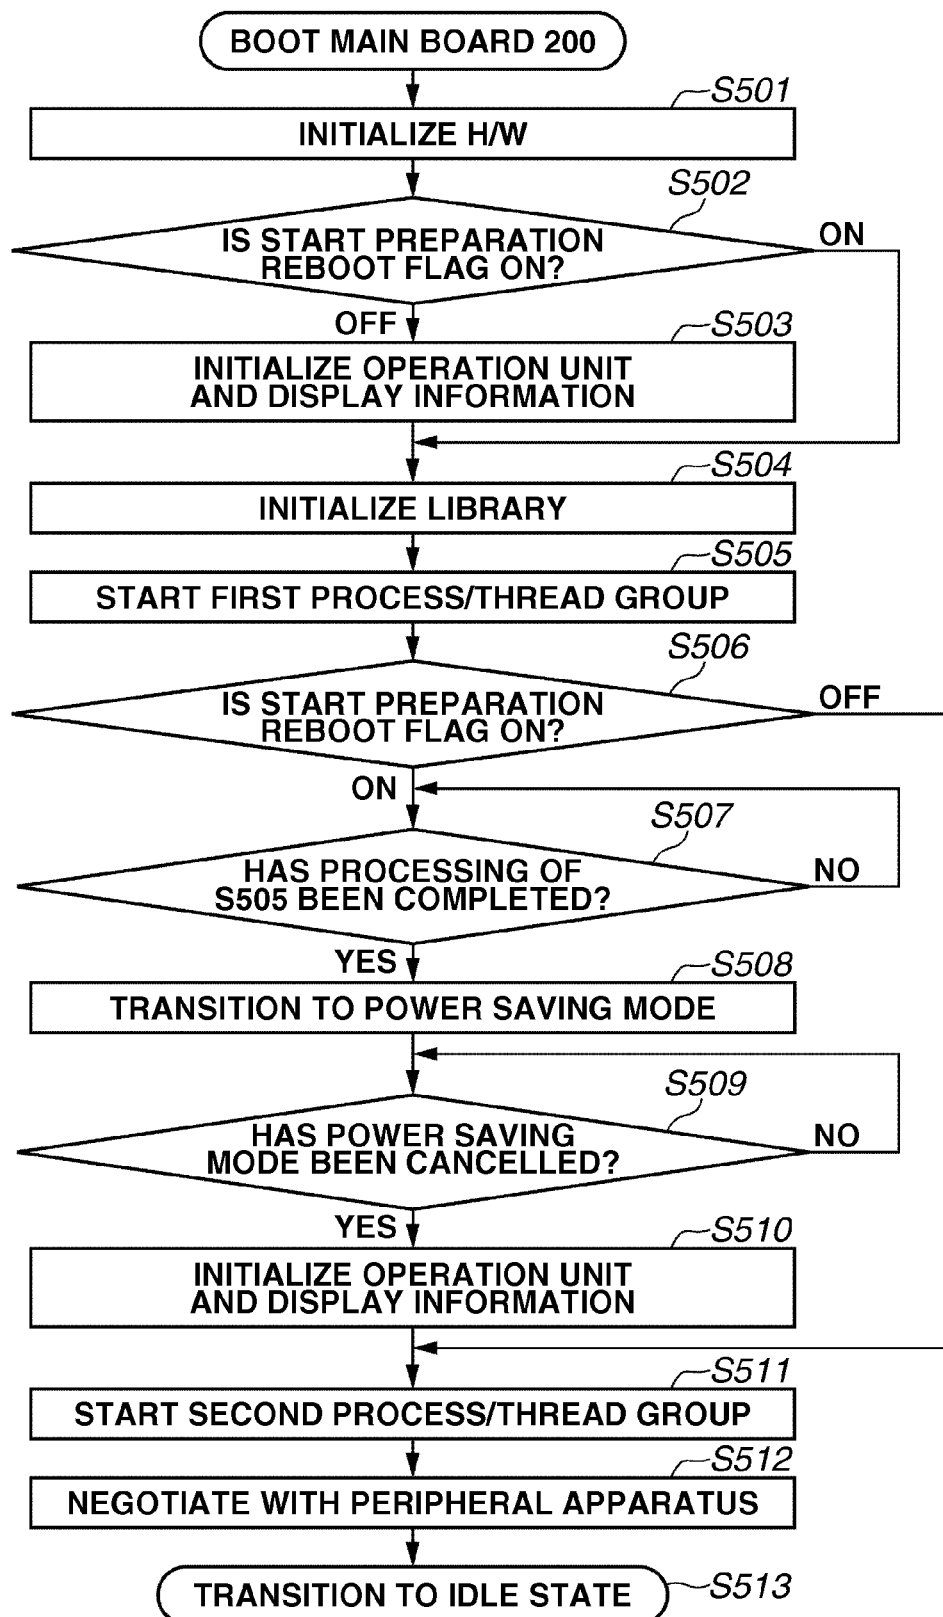 BOOT MAIN BOARD 200
S501
INITIALIZE H/W
S502
IS START PREPARATION
REBOOT FLAG ON?
ON
OFF
S503
INITIALIZE OPERATION UNIT
AND DISPLAY INFORMATION
S504
INITIALIZE LIBRARY
S505
START FIRST PROCESS/THREAD GROUP
S506
IS START PREPARATION
REBOOT FLAG ON?
OFF
ON
S507
HAS PROCESSING OF
S505 BEEN COMPLETED?
NO
YES
S508
TRANSITION TO POWER SAVING MODE
S509
HAS POWER SAVING
MODE BEEN CANCELLED?
NO
YES
S510
INITIALIZE OPERATION UNIT
AND DISPLAY INFORMATION
S511
START SECOND PROCESS/THREAD GROUP
S512
NEGOTIATE WITH PERIPHERAL APPARATUS
TRANSITION TO IDLE STATE
S513